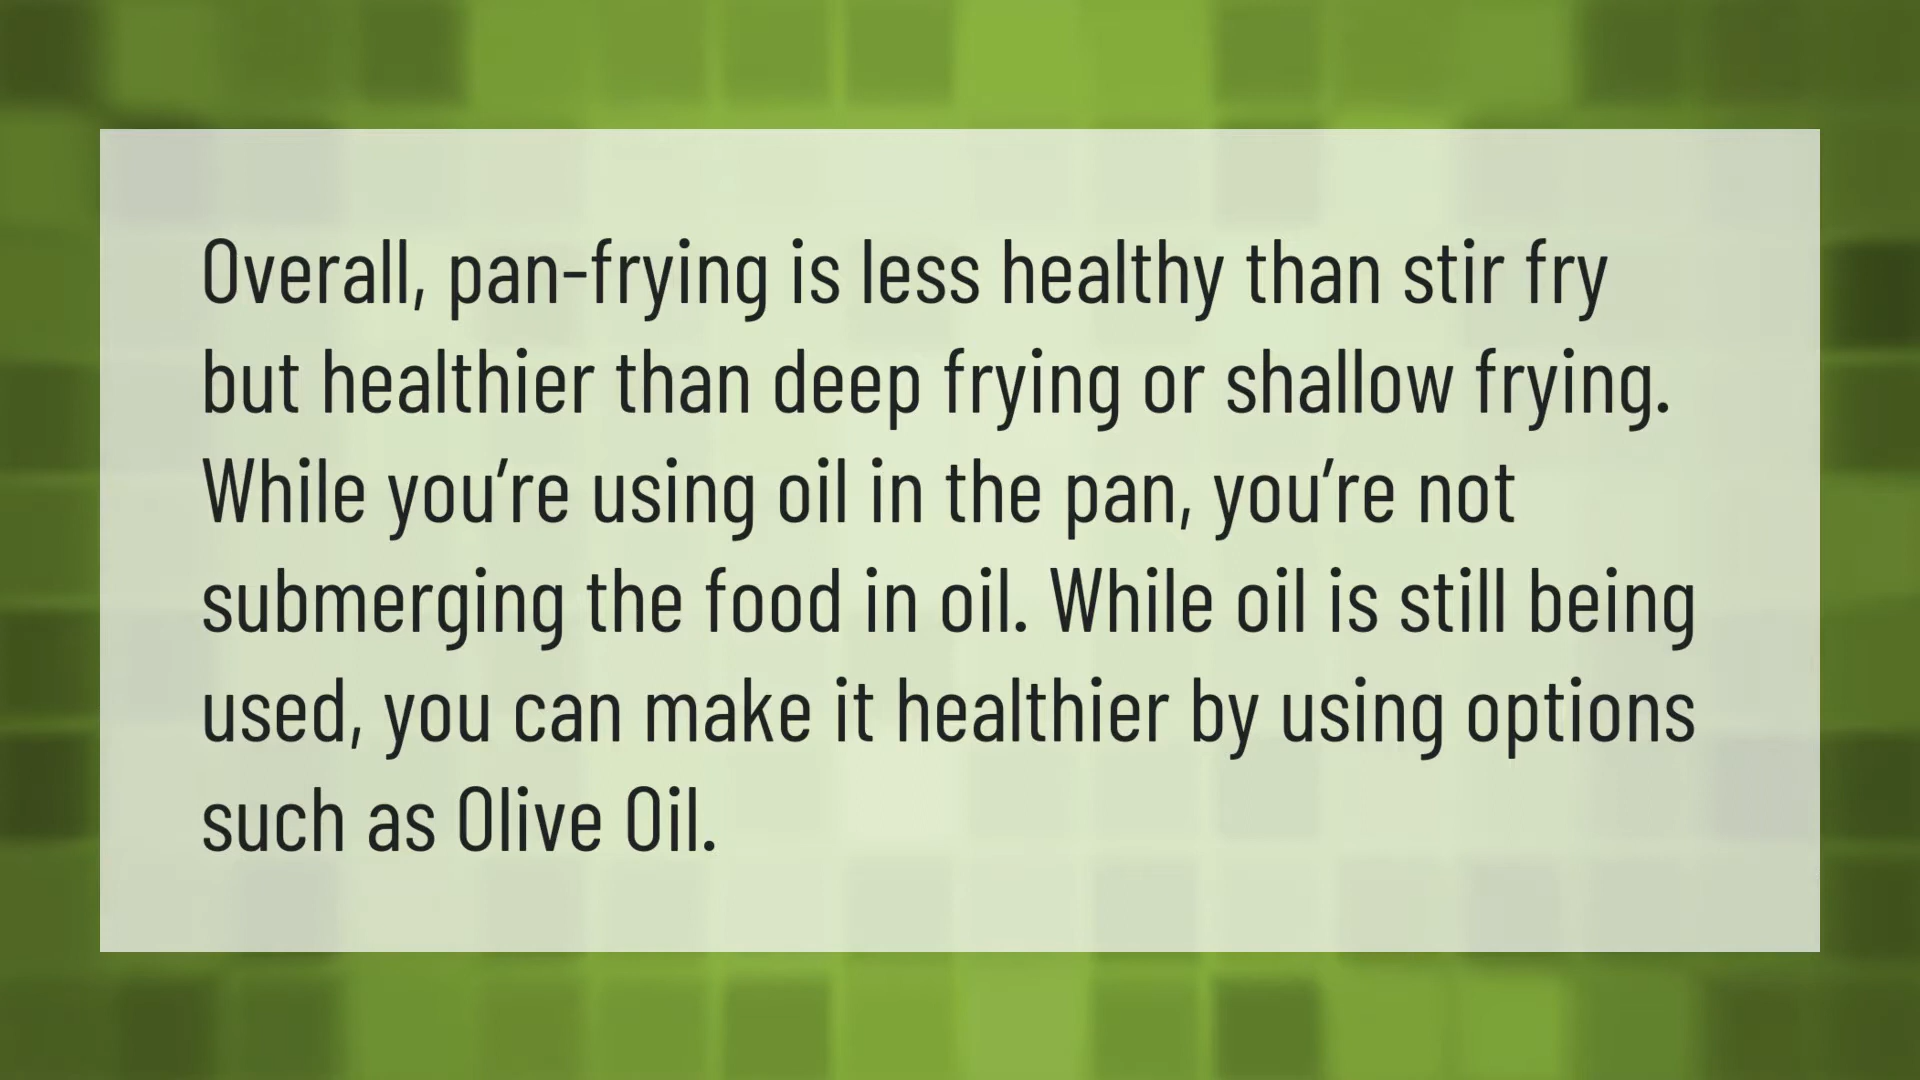 Overall, pan-frying is less healthy than stir fry
but healthier than deep frying or shallow frying.
While you’re using oil in the pan, you’re not
submerging the food in oil. While oil is still being
used, you can make it healthier by using options
such as Olive Oil.